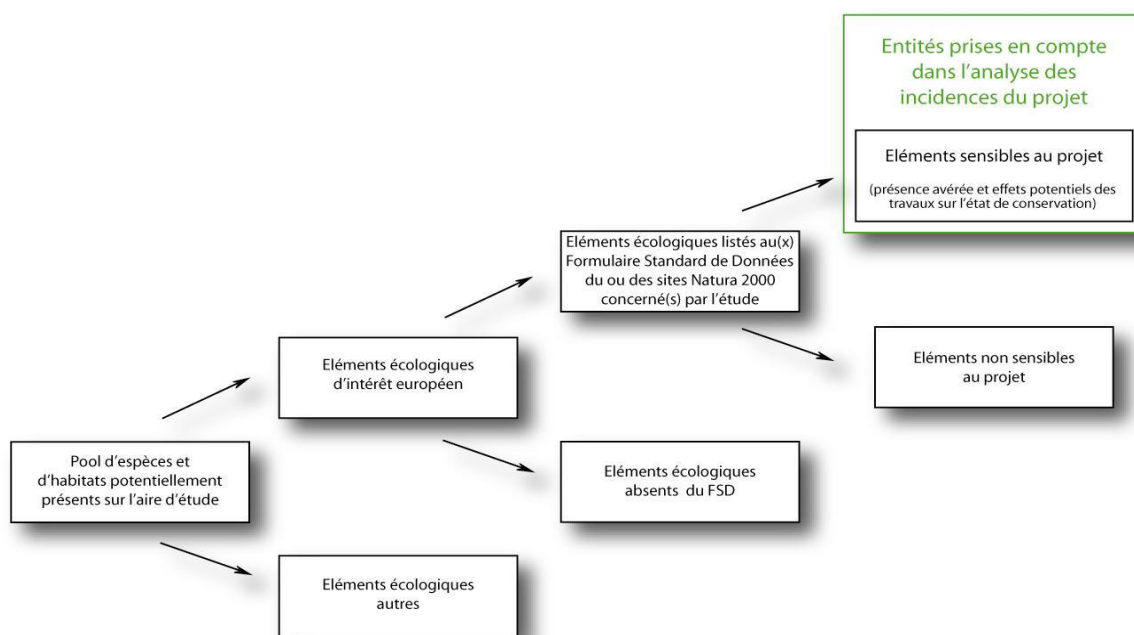 Entités prises en compte
dans l'analyse des
incidences du projet
Eléments sensibles au projet
(présence avérée et effets potentiels des
travaux sur l'état de conservation)
Eléments écologiques listés au(x)
Formulaire Standard de Données
du ou des sites Natura 2000
concerné(s) par l'étude
Eléments non sensibles
au projet
Eléments écologiques
d'intérêt européen
Eléments écologiques
absents du FSD
Pool d'espèces et
d'habitats potentiellement
présents sur l'aire d'étude
Eléments écologiques
autres